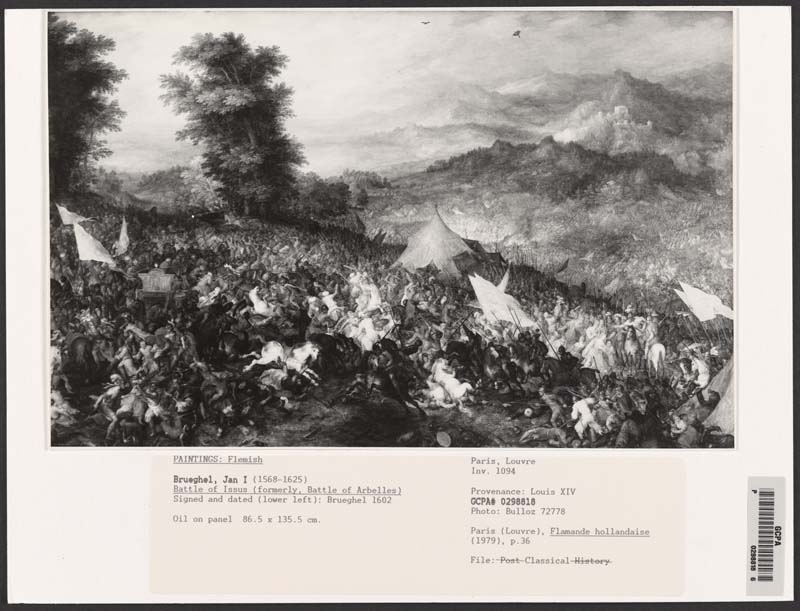 PAINTINGS: Flemish
Brueghel, Jan I (1568-1625)
Battle of Issus (formerly, Battle of Arbelles)
Signed and dated (lower left): Brueghel 1602
Oil on panel 86.5 x 135.5 cm.
Paris, Louvre
Inv. 1094
Provenance: Louis XIV
GCPA# 0298818
Photo: Bulloz 72778
Paris (Louvre), Flamande hollandaise
(1979), p.36
File: Post Classical History
GCPA
0298818 6
P